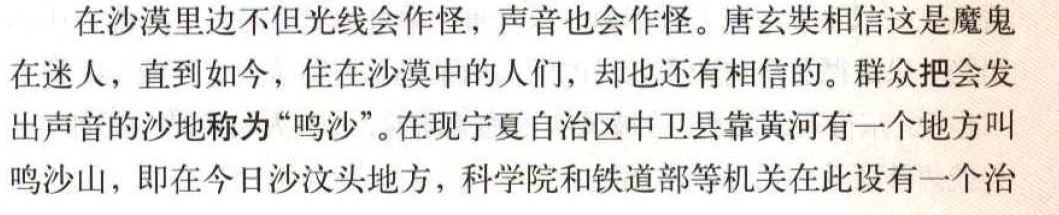 在沙漠里边不但光线会作怪，声音也会作怪。唐玄奘相信这是魔鬼
在迷人，直到如今，住在沙漠中的人们，却也还有相信的。群众把会发
出声音的沙地称为“鸣沙”。在现宁夏自治区中卫县靠黄河有一个地方叫
鸣沙山，即在今日沙汶头地方，科学院和铁道部等机关在此设有一个治